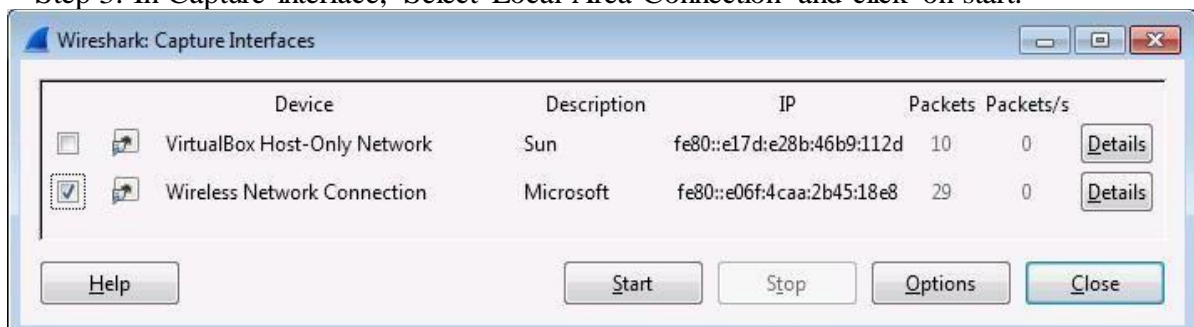 Step 3: In Capture interface, Select Local Area Connection and click on start.
Wireshark: Capture Interfaces
Device Description IP Packets Packets/s
VirtualBox Host-Only Network Sun fe80::e17d:e28b:46b9:112d 10 0 Details
Wireless Network Connection Microsoft fe80::e06f:4caa:2b45:18e8 29 0 Details
Help Start Stop Options Close